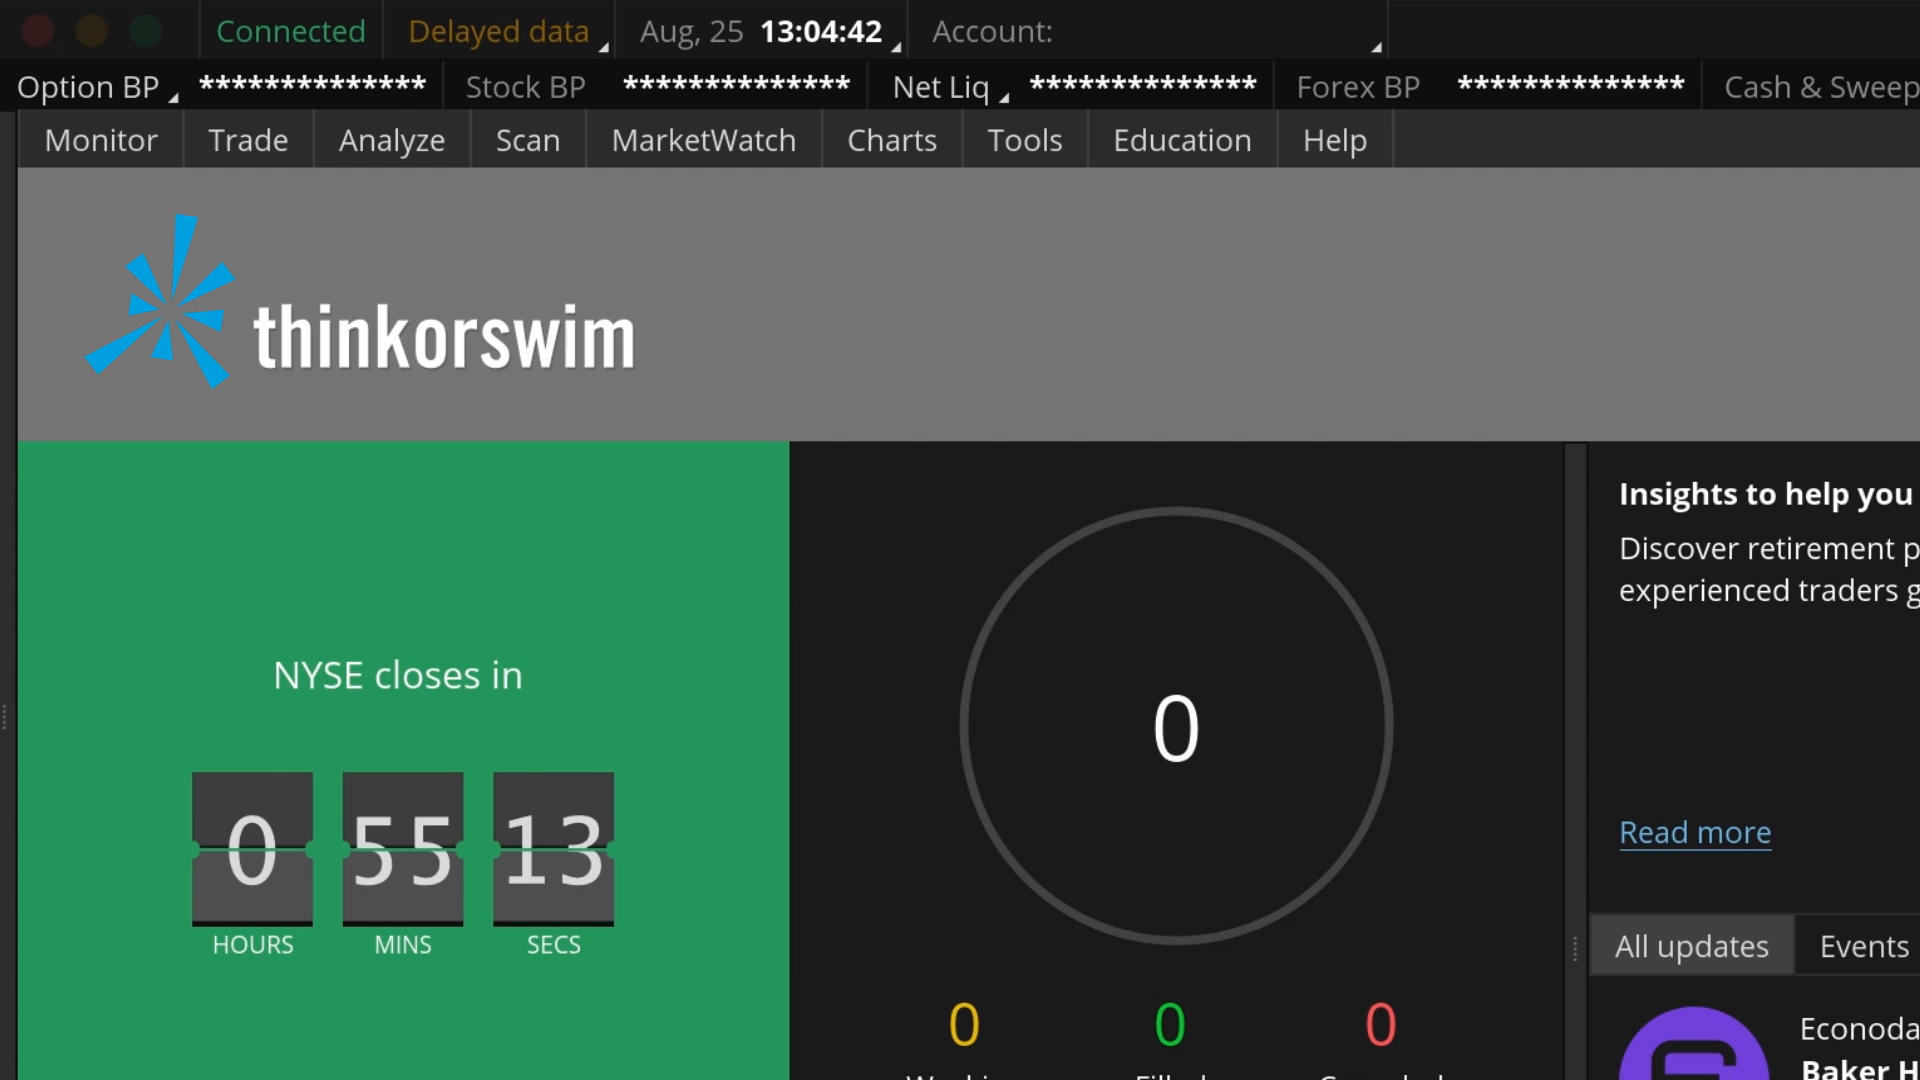 Connected Delayed data Aug, 25 13:04:42 Account:
Option BP ************** Stock BP ************** Net Liq ************** Forex BP ************** Cash & Sweep
Monitor Trade Analyze Scan MarketWatch Charts Tools Education Help
thinkorswim
NYSE closes in
0 55 13
HOURS MINS SECS
0
0 0 0
Insights to help you
Discover retirement p
experienced traders g
Read more
All updates Events
Econoda
Baker H